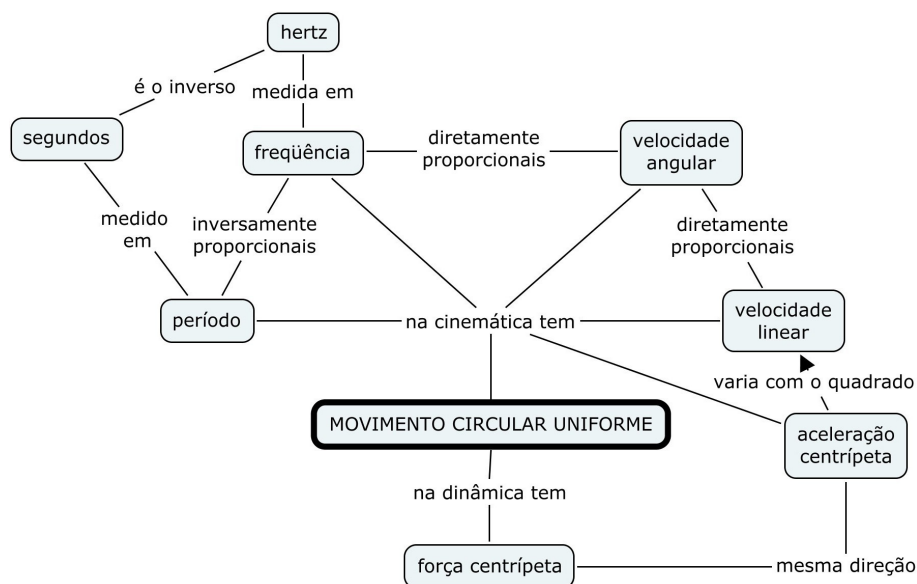 hertz
é o inverso
medida em
segundos
freqüência
diretamente
proporcionais
velocidade
angular
medido
em
inversamente
proporcionais
diretamente
proporcionais
período
na cinemática tem
velocidade
linear
varia com o quadrado
MOVIMENTO CIRCULAR UNIFORME
aceleração
centrípeta
na dinâmica tem
força centrípeta
mesma direção